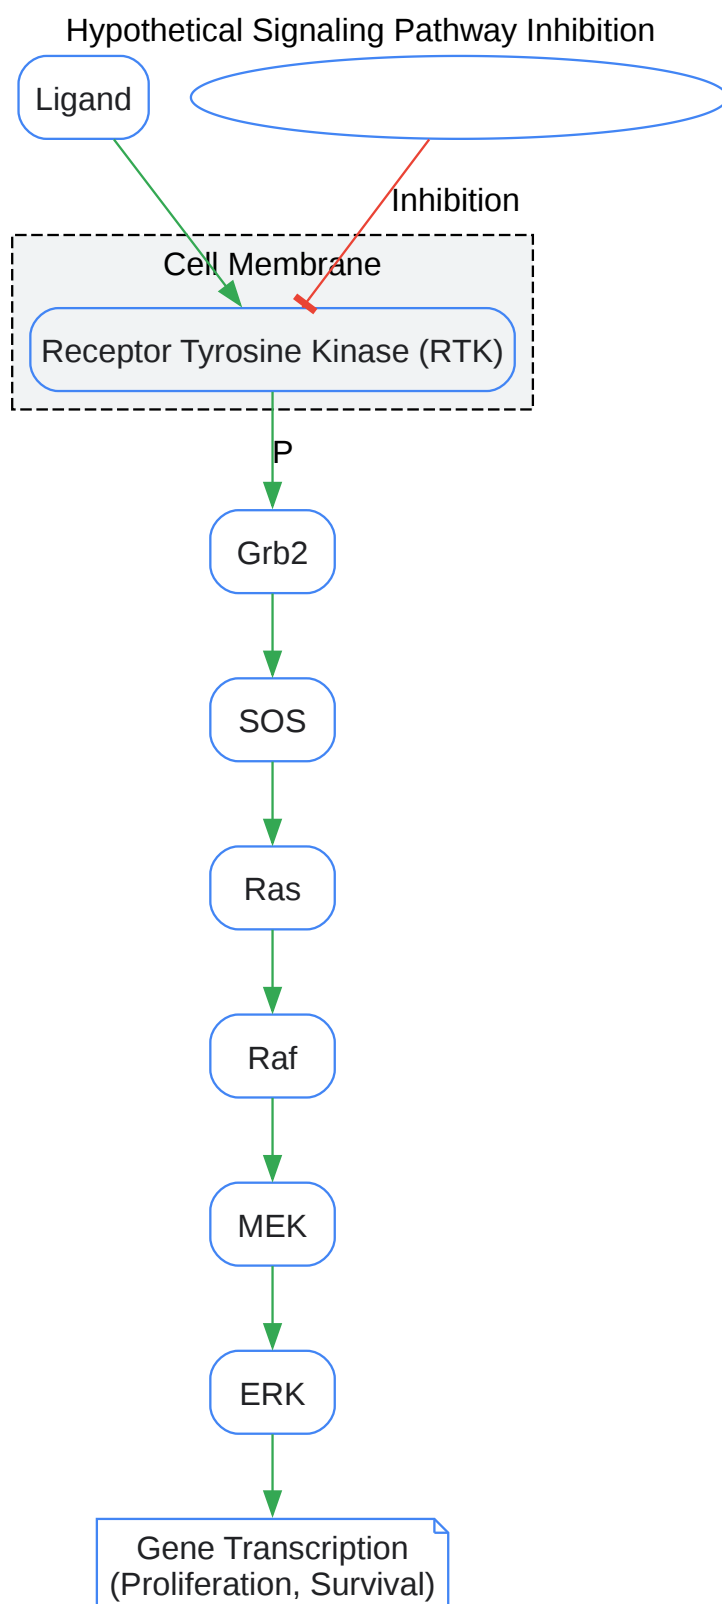 Hypothetical Signaling Pathway Inhibition
Ligand
Inhibition
Cell Membrane
Receptor Tyrosine Kinase (RTK)
P
Grb2
SOS
Ras
Raf
MEK
ERK
Gene Transcription
(Proliferation, Survival)